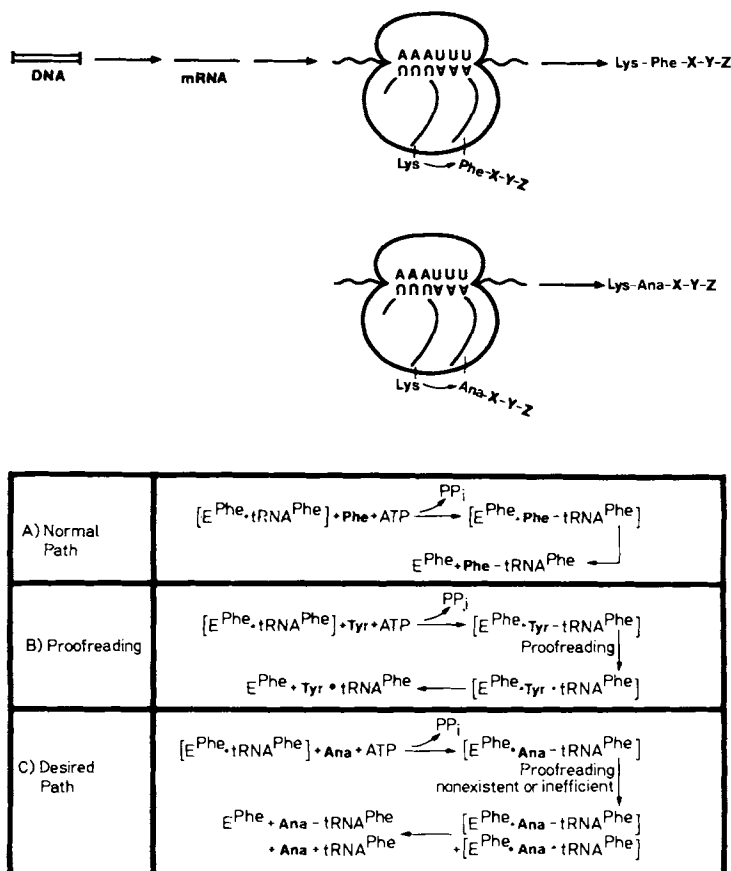 DNA
mRNA
AAAUUU
UUUAAA
Lys
Phe-X-Y-Z
Lys-Phe-X-Y-Z
AAAUUU
UUUAAA
Lys
Ana-X-Y-Z
Lys-Ana-X-Y-Z
A) Normal Path
PPi
[E^Phe·tRNA^Phe] + Phe + ATP [E^Phe·Phe-tRNA^Phe]
E^Phe + Phe-tRNA^Phe
B) Proofreading
PPi
[E^Phe·tRNA^Phe] + Tyr + ATP [E^Phe·Tyr-tRNA^Phe]
Proofreading
E^Phe + Tyr • tRNA^Phe [E^Phe·Tyr·tRNA^Phe]
C) Desired Path
PPi
[E^Phe·tRNA^Phe] + Ana + ATP [E^Phe·Ana-tRNA^Phe]
Proofreading
nonexistent or inefficient
E^Phe + Ana-tRNA^Phe [E^Phe·Ana-tRNA^Phe]
+ Ana + tRNA^Phe +[E^Phe·Ana·tRNA^Phe]